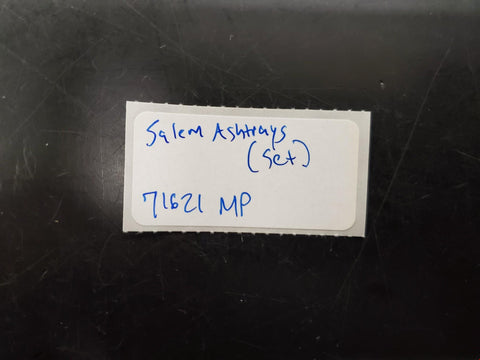 Salem Ashtrays
(Set)
71621 MP